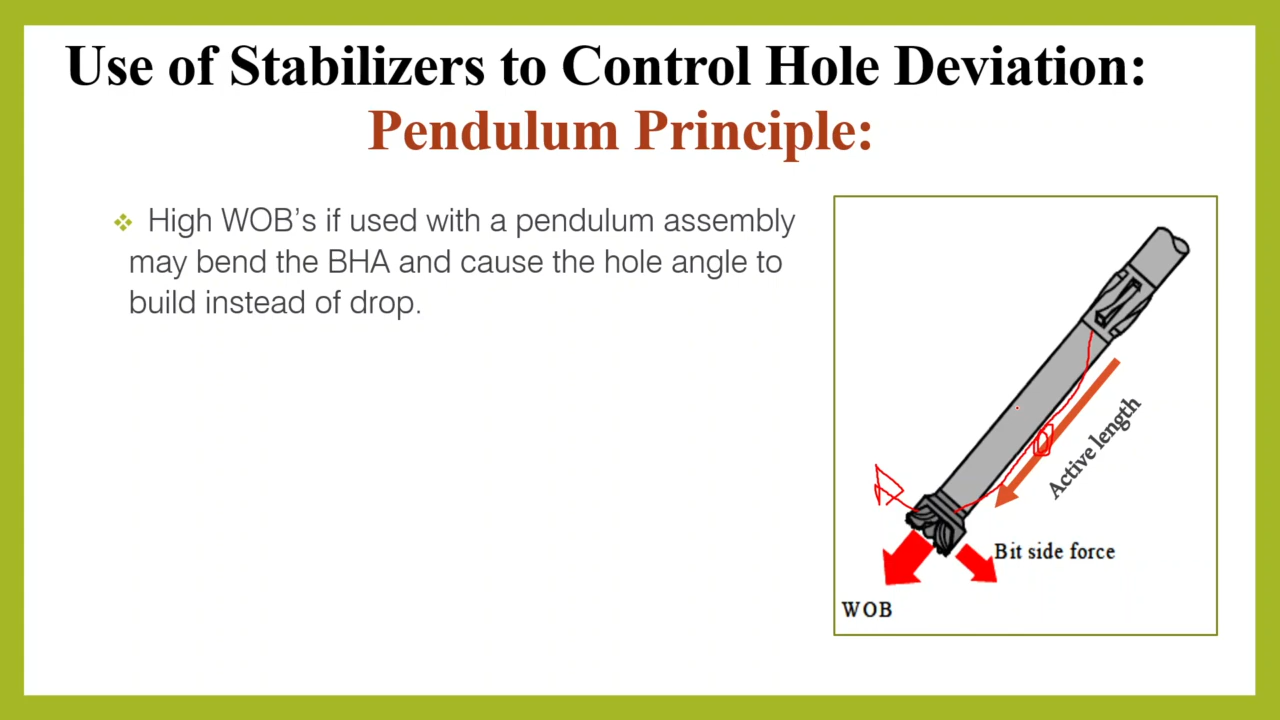 Use of Stabilizers to Control Hole Deviation:
Pendulum Principle:
High WOB’s if used with a pendulum assembly
may bend the BHA and cause the hole angle to
build instead of drop.
Active length
Bit side force
WOB